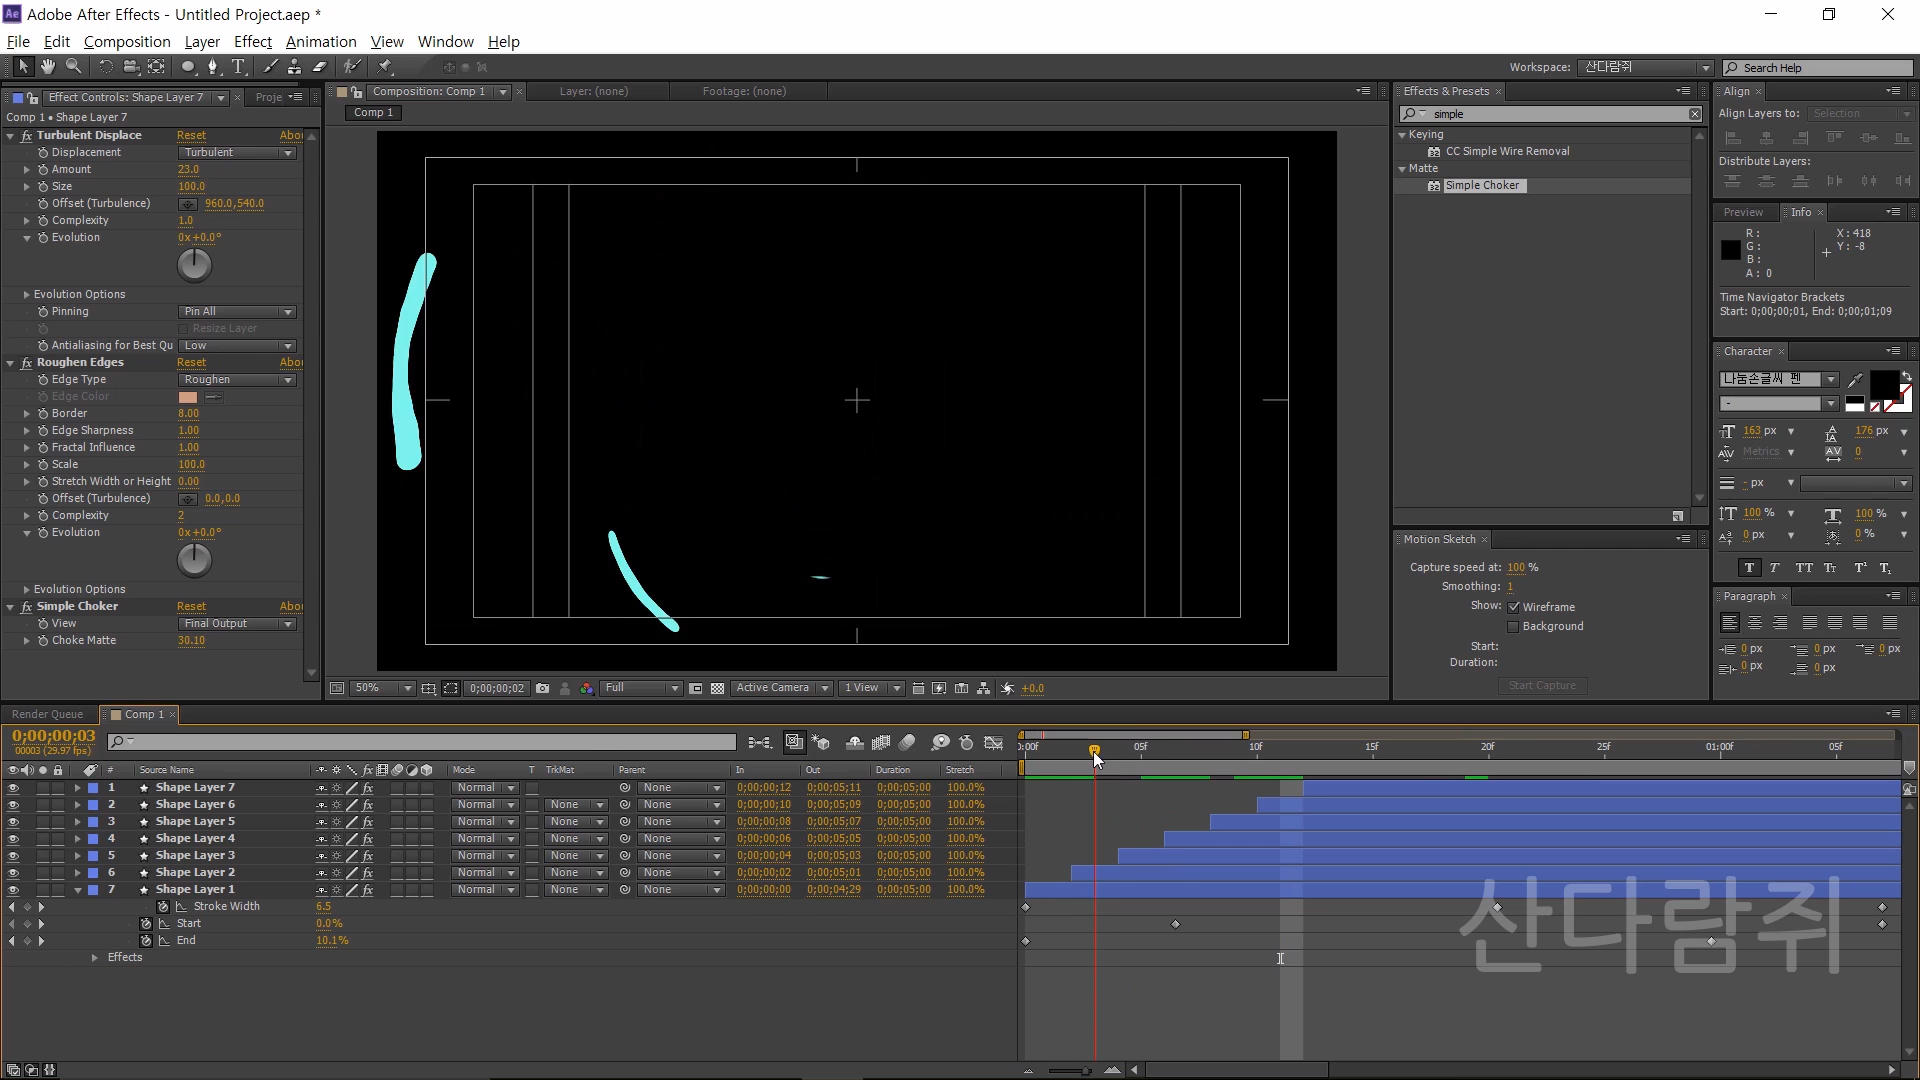 Adobe After Effects - Untitled Project.aep *
File Edit Composition Layer Effect Animation View Window Help
Workspace: 산다람쥐 Search Help
Effect Controls: Shape Layer 7 Proje
Comp 1 • Shape Layer 7
Turbulent Displace Reset Abou
Displacement Turbulent
Amount 23.0
Size 100.0
Offset (Turbulence) 960.0,540.0
Complexity 1.0
Evolution 0x+0.0°
Evolution Options
Pinning Pin All
Resize Layer
Antialiasing for Best Qu Low
Roughen Edges Reset Abou
Edge Type Roughen
Edge Color
Border 8.00
Edge Sharpness 1.00
Fractal Influence 1.00
Scale 100.0
Stretch Width or Height 0.00
Offset (Turbulence) 0.0,0.0
Complexity 2
Evolution 0x+0.0°
Evolution Options
Simple Choker Reset Abou
View Final Output
Choke Matte 30.10
Composition: Comp 1 Layer: (none) Footage: (none)
Comp 1
50% 0;00;00;02 Full Active Camera 1 View +0.0
Effects & Presets
simple
Keying
CC Simple Wire Removal
Matte
Simple Choker
Motion Sketch
Capture speed at: 100 %
Smoothing: 1
Show: Wireframe
Background
Start:
Duration:
Start Capture
Align
Align Layers to: Selection
Distribute Layers:
Preview Info
R: X: 418
G: Y: -8
B:
A: 0
Time Navigator Brackets
Start: 0;00;00;01, End: 0;00;01;09
Character
나눔손글씨 펜
-
163 px 176 px
Metrics 0
- px
100 % 100 %
0 px 0 %
T T TT Tt T¹ T₁
Paragraph
0 px 0 px 0 px
0 px 0 px
Render Queue Comp 1
0;00;00;03
00003 (29.97 fps)
0:00f 05f 10f 15f 20f 25f 01:00f 05f
# Source Name Mode T TrkMat Parent In Out Duration Stretch
1 Shape Layer 7 Normal None 0;00;00;12 0;00;05;11 0;00;05;00 100.0%
2 Shape Layer 6 Normal None None 0;00;00;10 0;00;05;09 0;00;05;00 100.0%
3 Shape Layer 5 Normal None None 0;00;00;08 0;00;05;07 0;00;05;00 100.0%
4 Shape Layer 4 Normal None None 0;00;00;06 0;00;05;05 0;00;05;00 100.0%
5 Shape Layer 3 Normal None None 0;00;00;04 0;00;05;03 0;00;05;00 100.0%
6 Shape Layer 2 Normal None None 0;00;00;02 0;00;05;01 0;00;05;00 100.0%
7 Shape Layer 1 Normal None None 0;00;00;00 0;00;04;29 0;00;05;00 100.0%
Stroke Width 6.5
Start 0.0%
End 10.1%
Effects
산다람쥐